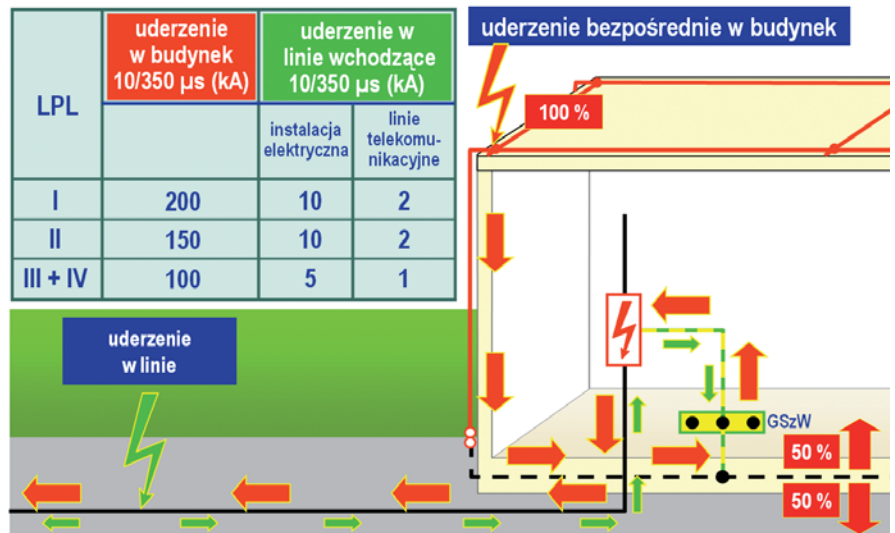 LPL
uderzenie
w budynek
10/350 µs (kA)
uderzenie w
linie wchodzące
10/350 µs (kA)
instalacja
elektryczna
linie
telekomu-
nikacyjne
I 200 10 2
II 150 10 2
III + IV 100 5 1
uderzenie bezpośrednie w budynek
100 %
uderzenie
w linie
GSzW
50 %
50 %